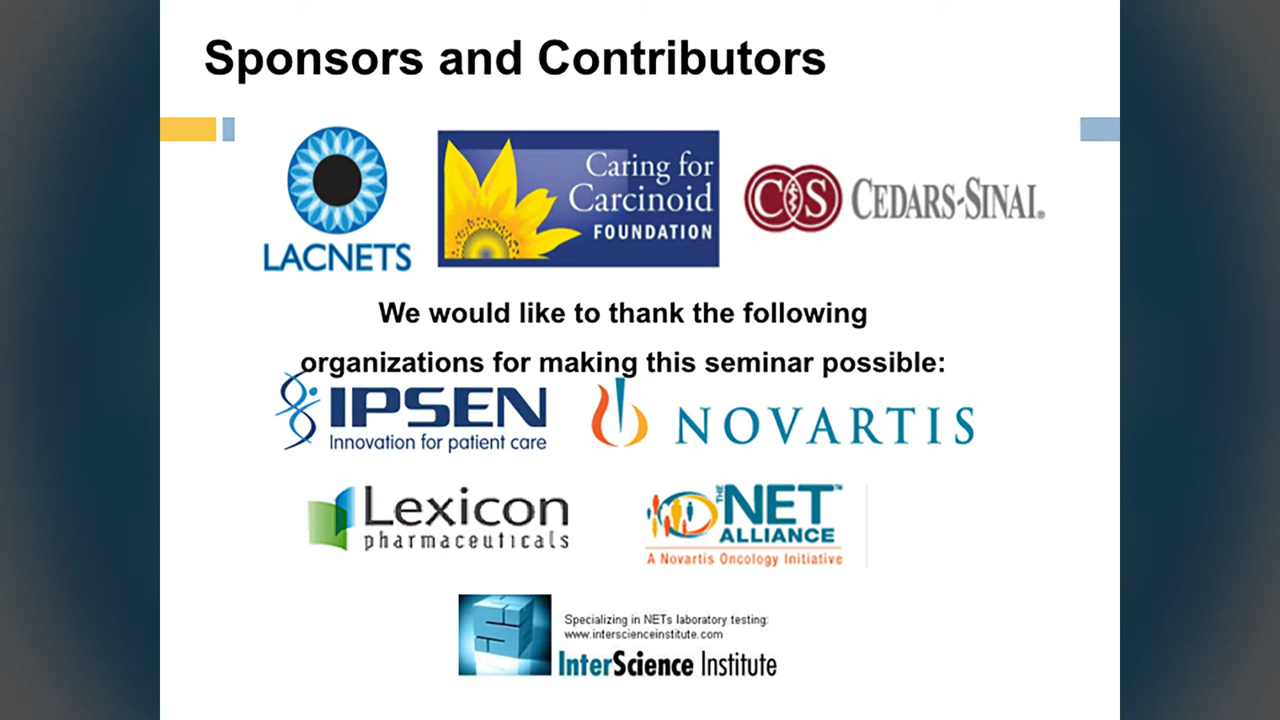 Sponsors and Contributors
LACNETS
Caring for
Carcinoid
FOUNDATION
CS CEDARS-SINAI®
We would like to thank the following
organizations for making this seminar possible:
IPSEN
Innovation for patient care
NOVARTIS
Lexicon
pharmaceuticals
THE NET™
ALLIANCE
A Novartis Oncology Initiative
Specializing in NETs laboratory testing:
www.interscienceinstitute.com
InterScience Institute